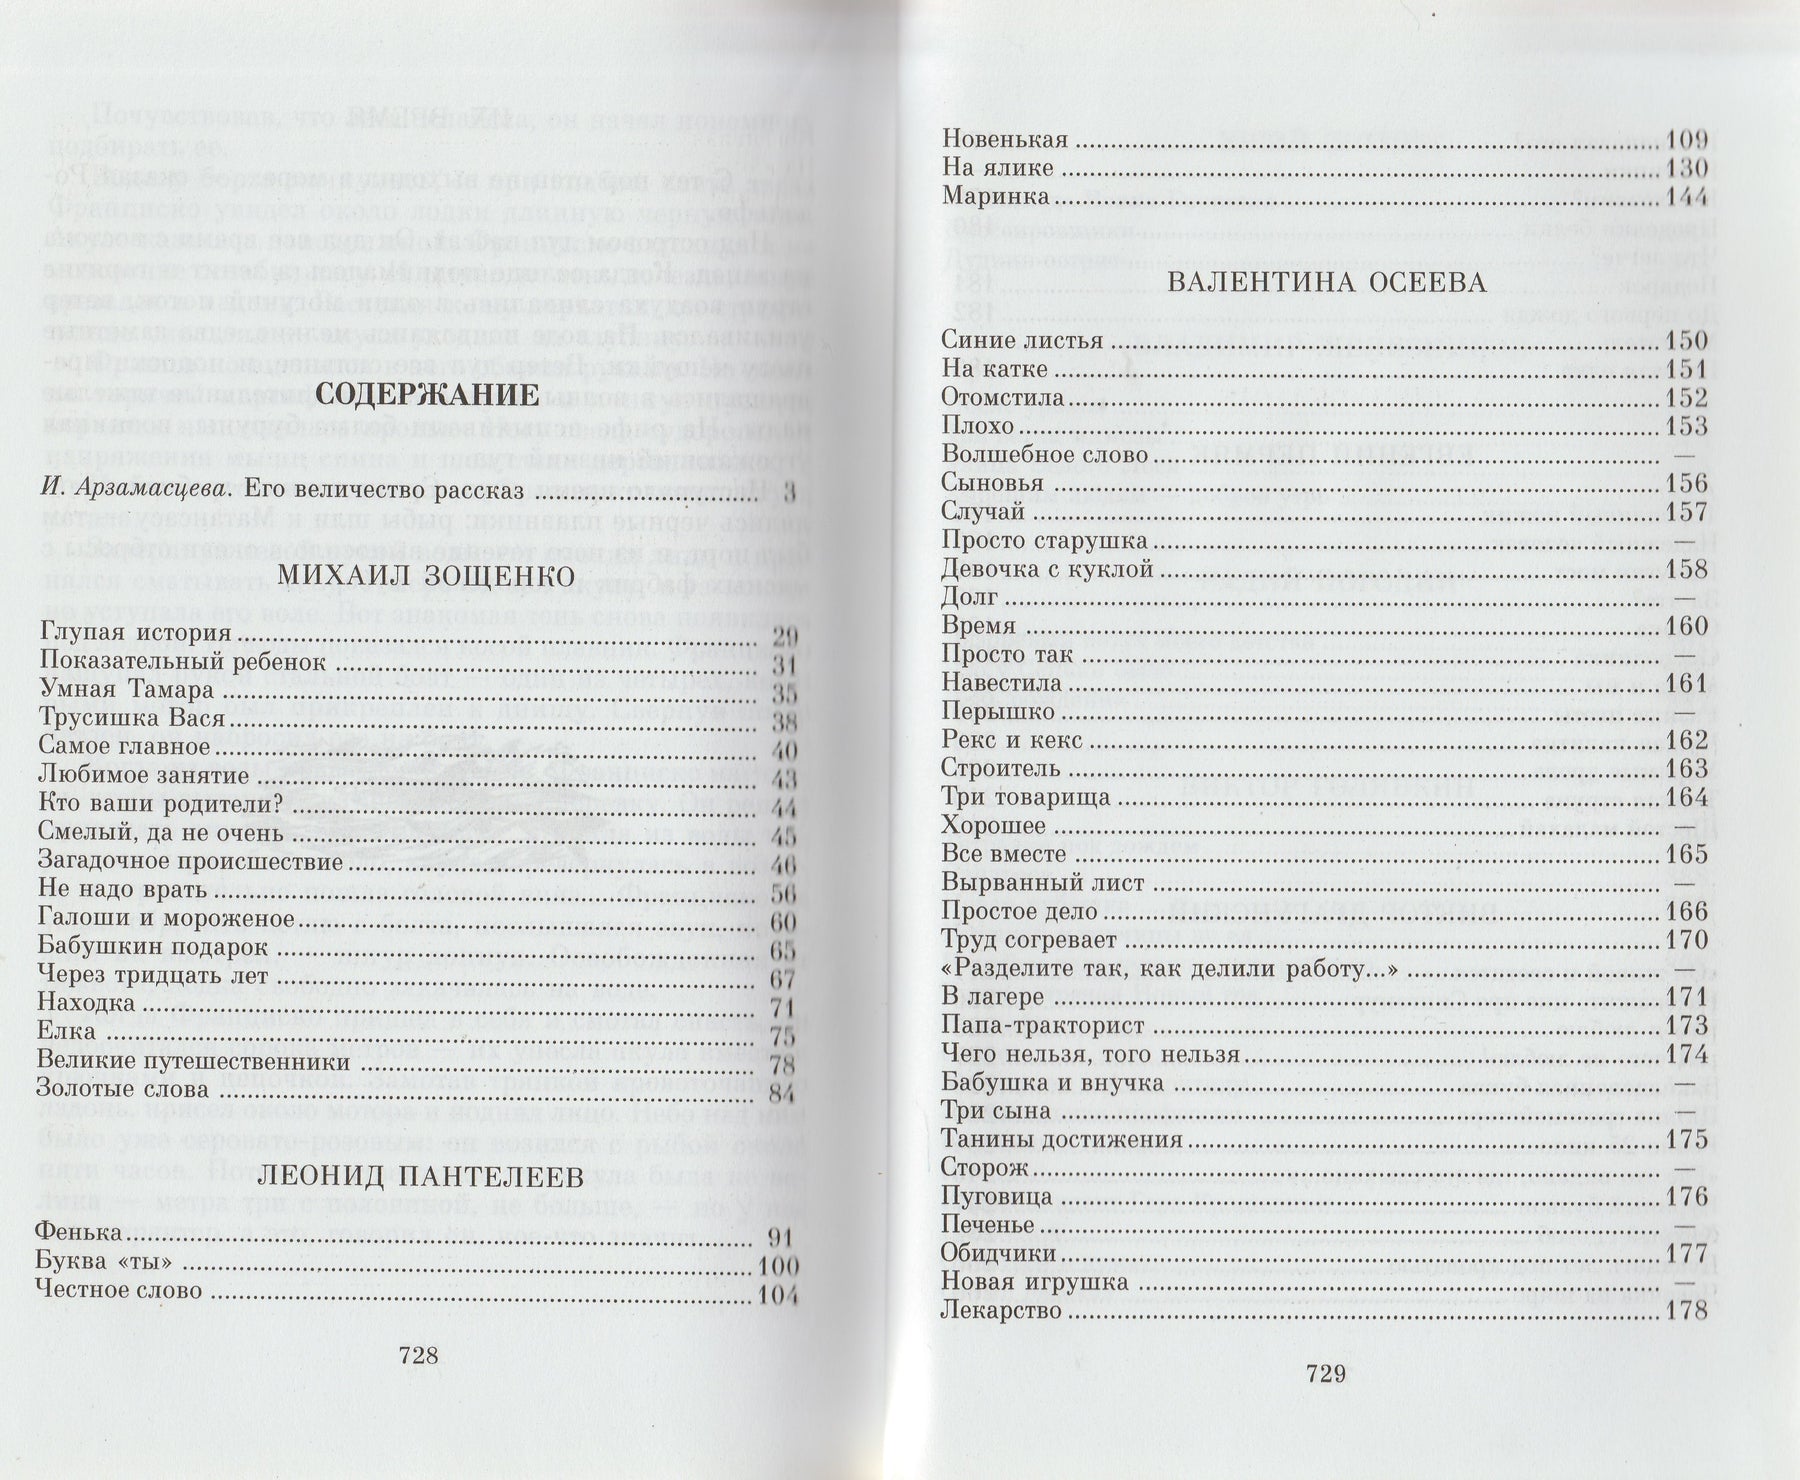 СОДЕРЖАНИЕ
И. Арзамасцева. Его величество рассказ ........ 3
МИХАИЛ ЗОЩЕНКО
Глупая история ........ 29
Показательный ребенок ........ 31
Умная Тамара ........ 35
Трусишка Вася ........ 38
Самое главное ........ 40
Любимое занятие ........ 43
Кто ваши родители? ........ 44
Смелый, да не очень ........ 45
Загадочное происшествие ........ 46
Не надо врать ........ 56
Галоши и мороженое ........ 60
Бабушкин подарок ........ 65
Через тридцать лет ........ 67
Находка ........ 71
Елка ........ 75
Великие путешественники ........ 78
Золотые слова ........ 84
ЛЕОНИД ПАНТЕЛЕЕВ
Фенька ........ 91
Буква «ты» ........ 100
Честное слово ........ 104
728
Новенькая ........ 109
На ялике ........ 130
Маринка ........ 144
ВАЛЕНТИНА ОСЕЕВА
Синие листья ........ 150
На катке ........ 151
Отомстила ........ 152
Плохо ........ 153
Волшебное слово ........ —
Сыновья ........ 156
Случай ........ 157
Просто старушка ........ —
Девочка с куклой ........ 158
Долг ........ —
Время ........ 160
Просто так ........ —
Навестила ........ 161
Перышко ........ —
Рекс и кекс ........ 162
Строитель ........ 163
Три товарища ........ 164
Хорошее ........ —
Все вместе ........ 165
Вырванный лист ........ —
Простое дело ........ 166
Труд согревает ........ 170
«Разделите так, как делили работу...» ........ —
В лагере ........ 171
Папа-тракторист ........ 173
Чего нельзя, того нельзя ........ 174
Бабушка и внучка ........ —
Три сына ........ —
Танины достижения ........ 175
Сторож ........ —
Пуговица ........ 176
Печенье ........ —
Обидчики ........ 177
Новая игрушка ........ —
Лекарство ........ 178
729